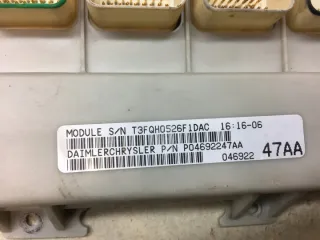 MODULE S/N T3FQH0526F1DAC 16:16-06
DAIMLERCHRYSLER P/N P04692247AA
046922 47AA